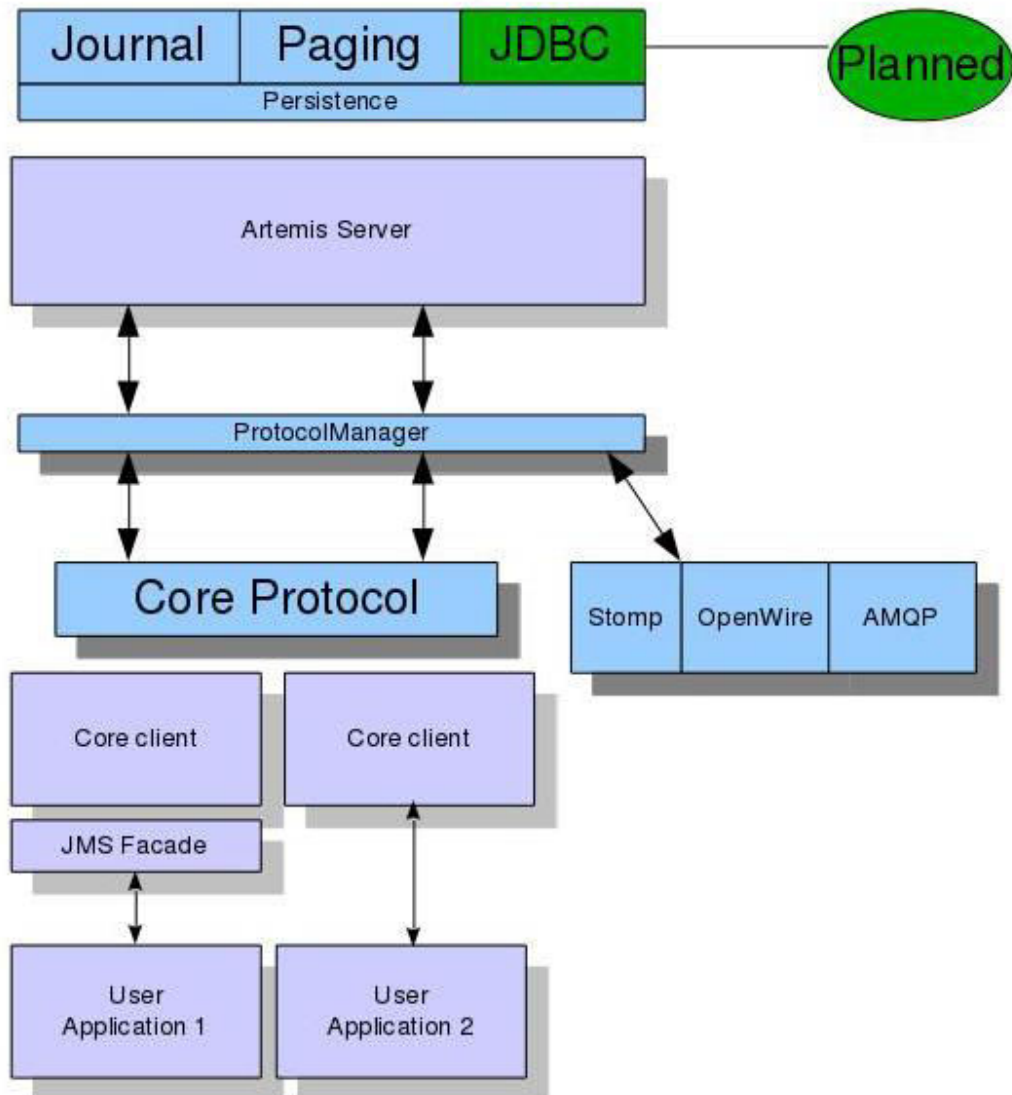 Journal Paging JDBC Planned
Persistence
Artemis Server
ProtocolManager
Core Protocol
Stomp OpenWire AMQP
Core client Core client
JMS Facade
User
Application 1
User
Application 2